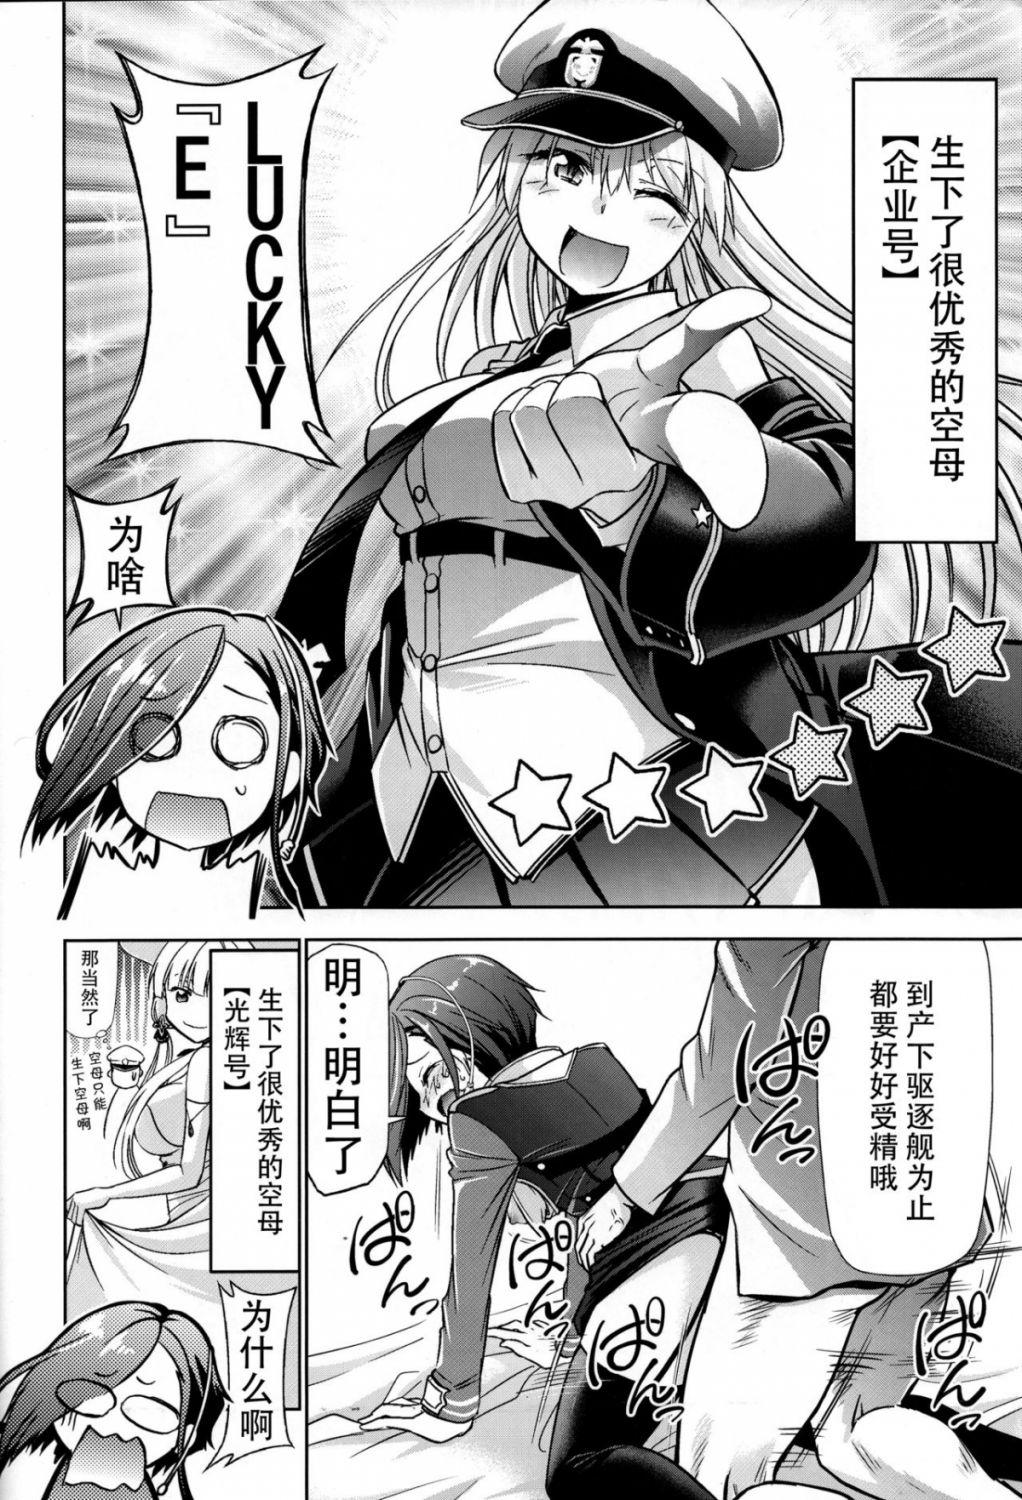 生下了很优秀的空母
【企业号】
LUCKY
『E』
为啥
到产下驱逐舰为止
都要好好受精哦
明…明白了
ぱんっ
ぱんっ
ぱんっ
ぱんっ
ぱんっ
生下了很优秀的空母
【光辉号】
那当然了
空母只能
生下空母啊
为什么啊